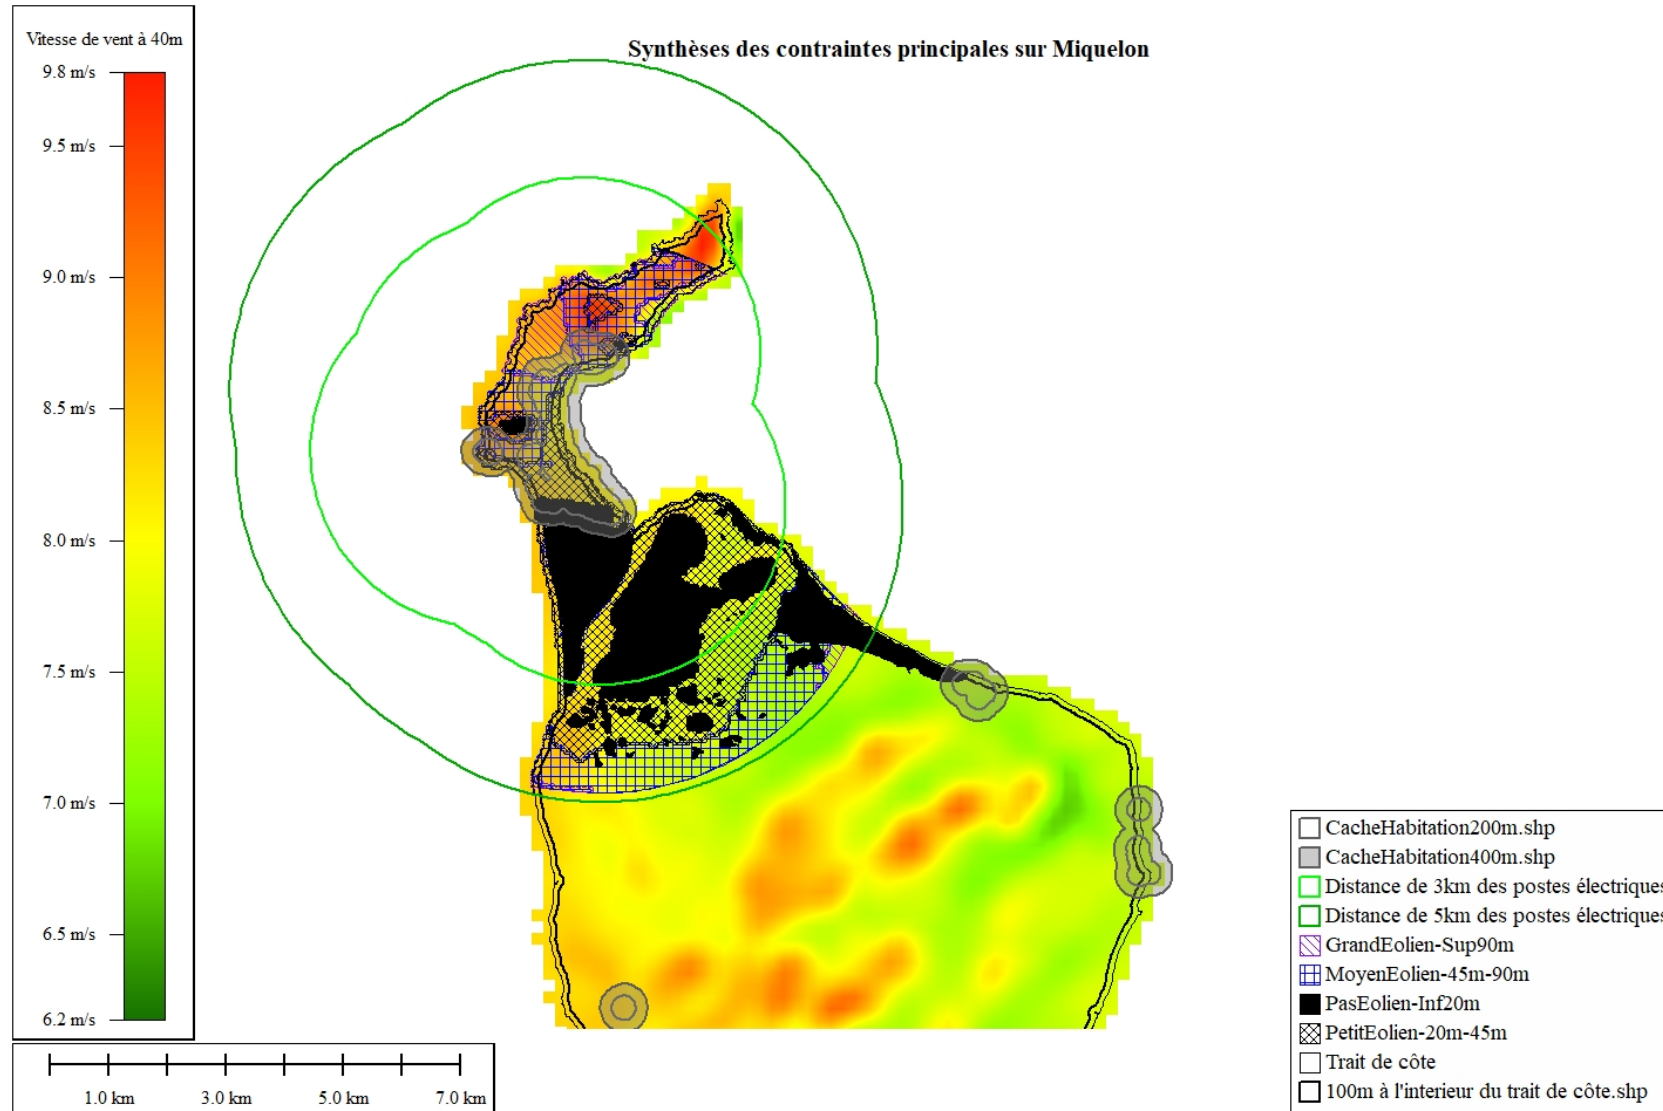 Synthèses des contraintes principales sur Miquelon
Vitesse de vent à 40m
9.8 m/s
9.5 m/s
9.0 m/s
8.5 m/s
8.0 m/s
7.5 m/s
7.0 m/s
6.5 m/s
6.2 m/s
1.0 km 3.0 km 5.0 km 7.0 km
CacheHabitation200m.shp
CacheHabitation400m.shp
Distance de 3km des postes électriques
Distance de 5km des postes électriques
GrandEolien-Sup90m
MoyenEolien-45m-90m
PasEolien-Inf20m
PetitEolien-20m-45m
Trait de côte
100m à l'interieur du trait de côte.shp